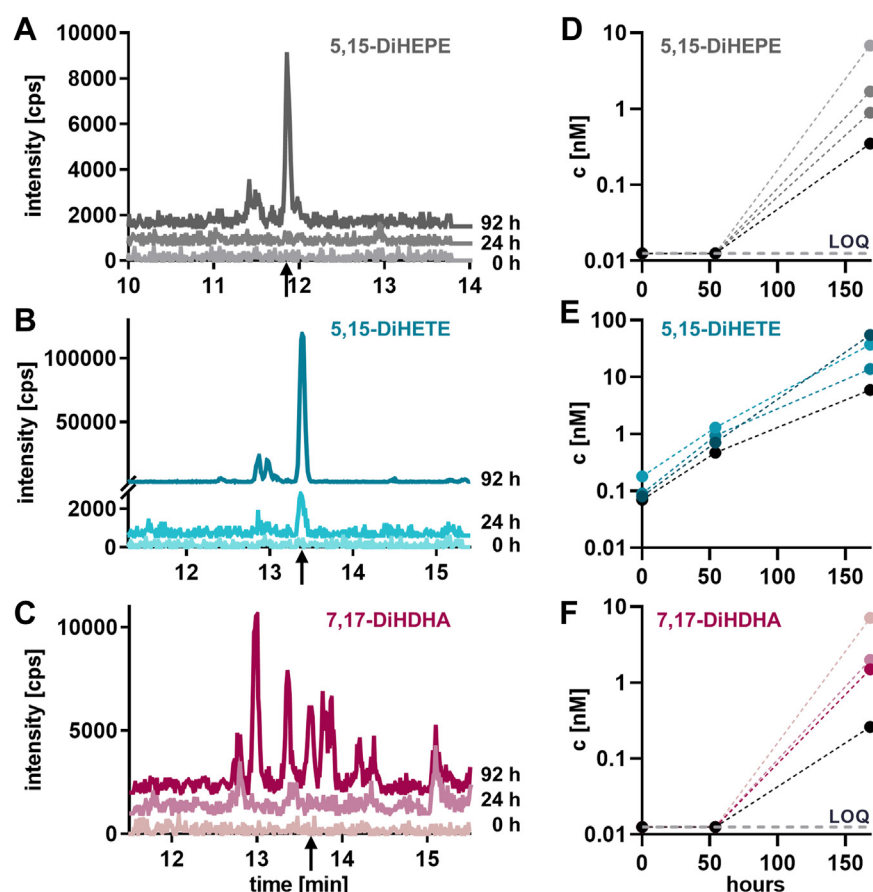 A
5,15-DiHEPE
intensity [cps]
10000
8000
6000
4000
2000
0
92 h
24 h
0 h
10 11 12 13 14
B
5,15-DiHETE
intensity [cps]
100000
50000
2000
0
92 h
24 h
0 h
12 13 14 15
C
7,17-DiHDHA
intensity [cps]
10000
5000
0
92 h
24 h
0 h
12 13 14 15
time [min]
D
5,15-DiHEPE
c [nM]
10
1
0.1
0.01
LOQ
0 50 100 150
E
5,15-DiHETE
c [nM]
100
10
1
0.1
0.01
0 50 100 150
F
7,17-DiHDHA
c [nM]
10
1
0.1
0.01
LOQ
0 50 100 150
hours